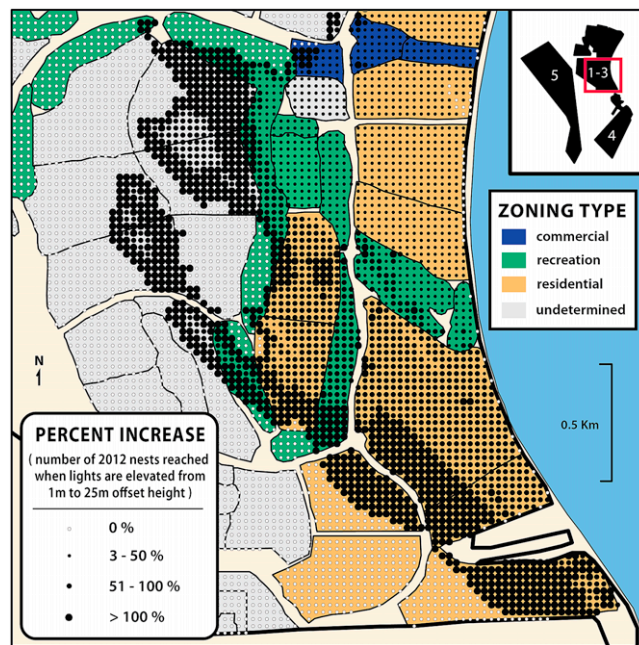 5
1-3
4
ZONING TYPE
commercial
recreation
residential
undetermined
N
0.5 Km
PERCENT INCREASE
( number of 2012 nests reached
when lights are elevated from
1m to 25m offset height )
0 %
3 - 50 %
51 - 100 %
> 100 %